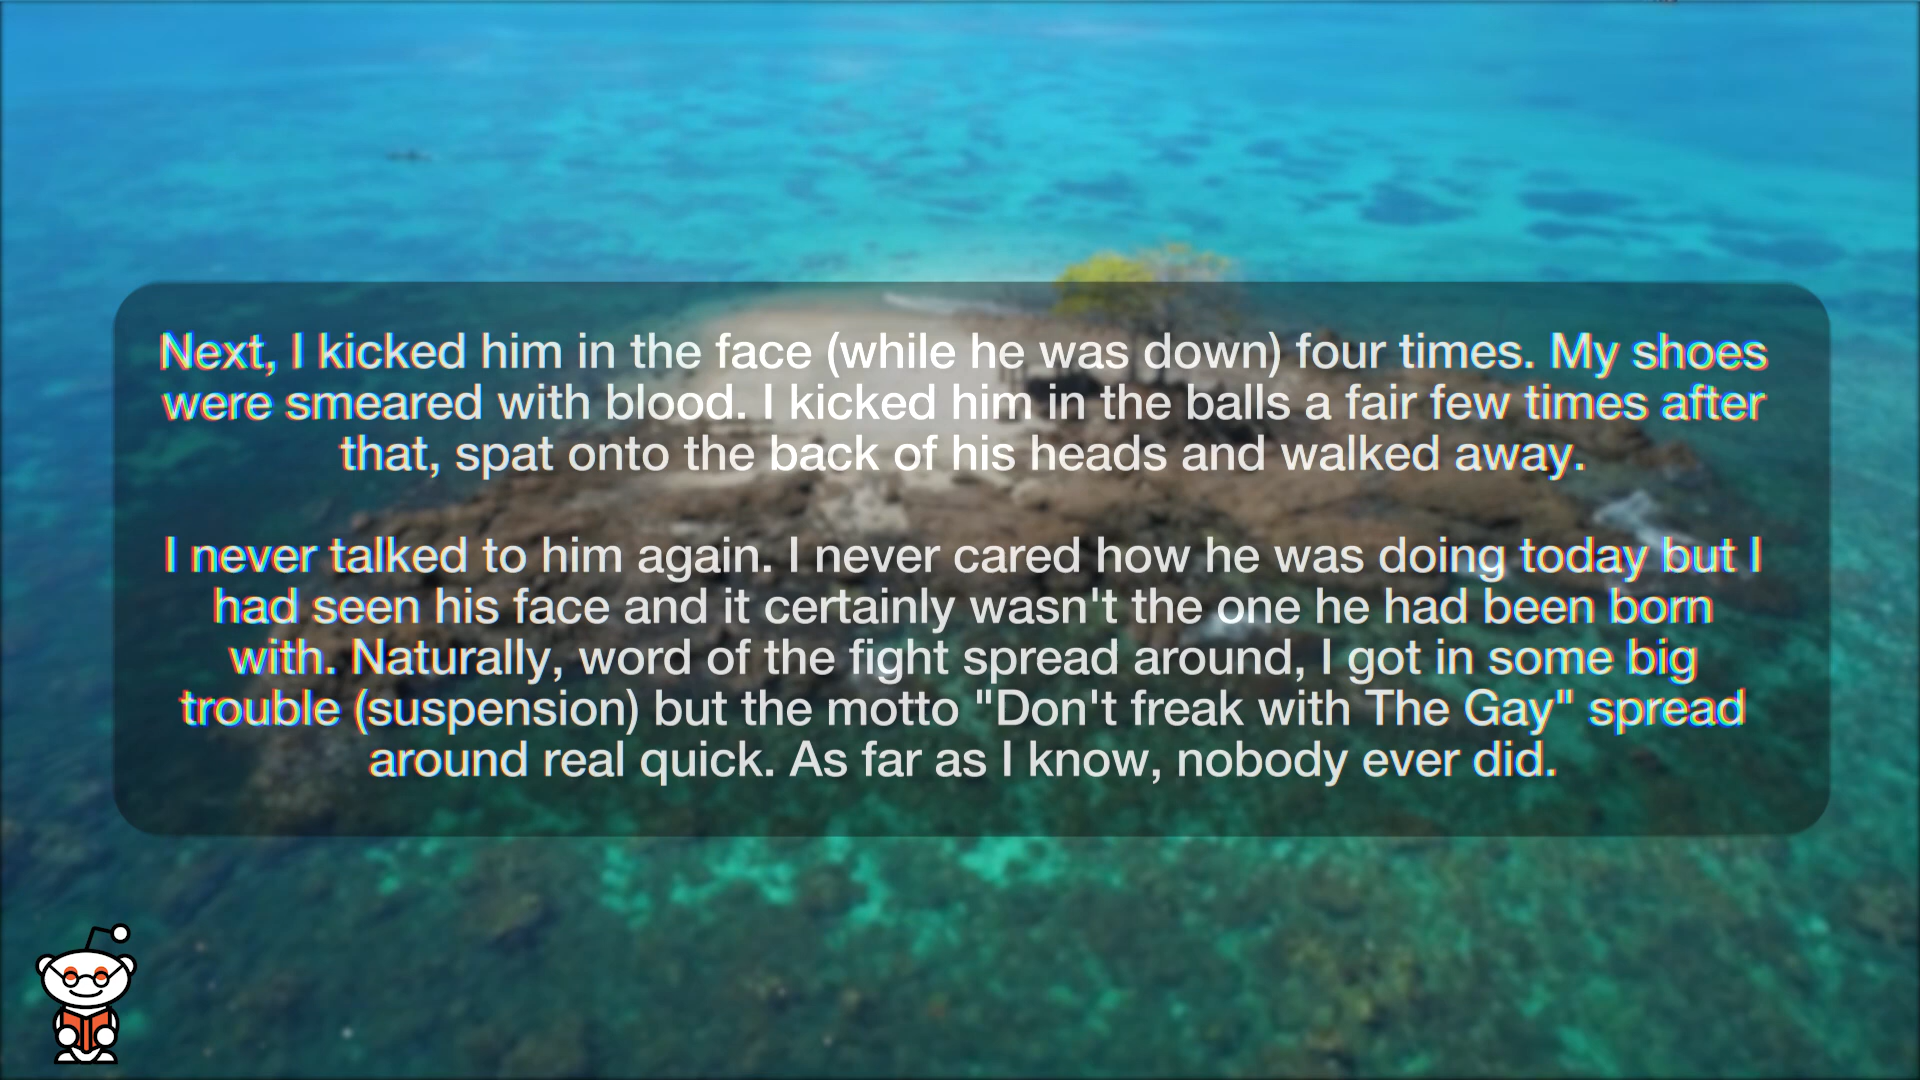 Next, I kicked him in the face (while he was down) four times. My shoes
were smeared with blood. I kicked him in the balls a fair few times after
that, spat onto the back of his heads and walked away.
I never talked to him again. I never cared how he was doing today but I
had seen his face and it certainly wasn't the one he had been born
with. Naturally, word of the fight spread around, I got in some big
trouble (suspension) but the motto "Don't freak with The Gay" spread
around real quick. As far as I know, nobody ever did.